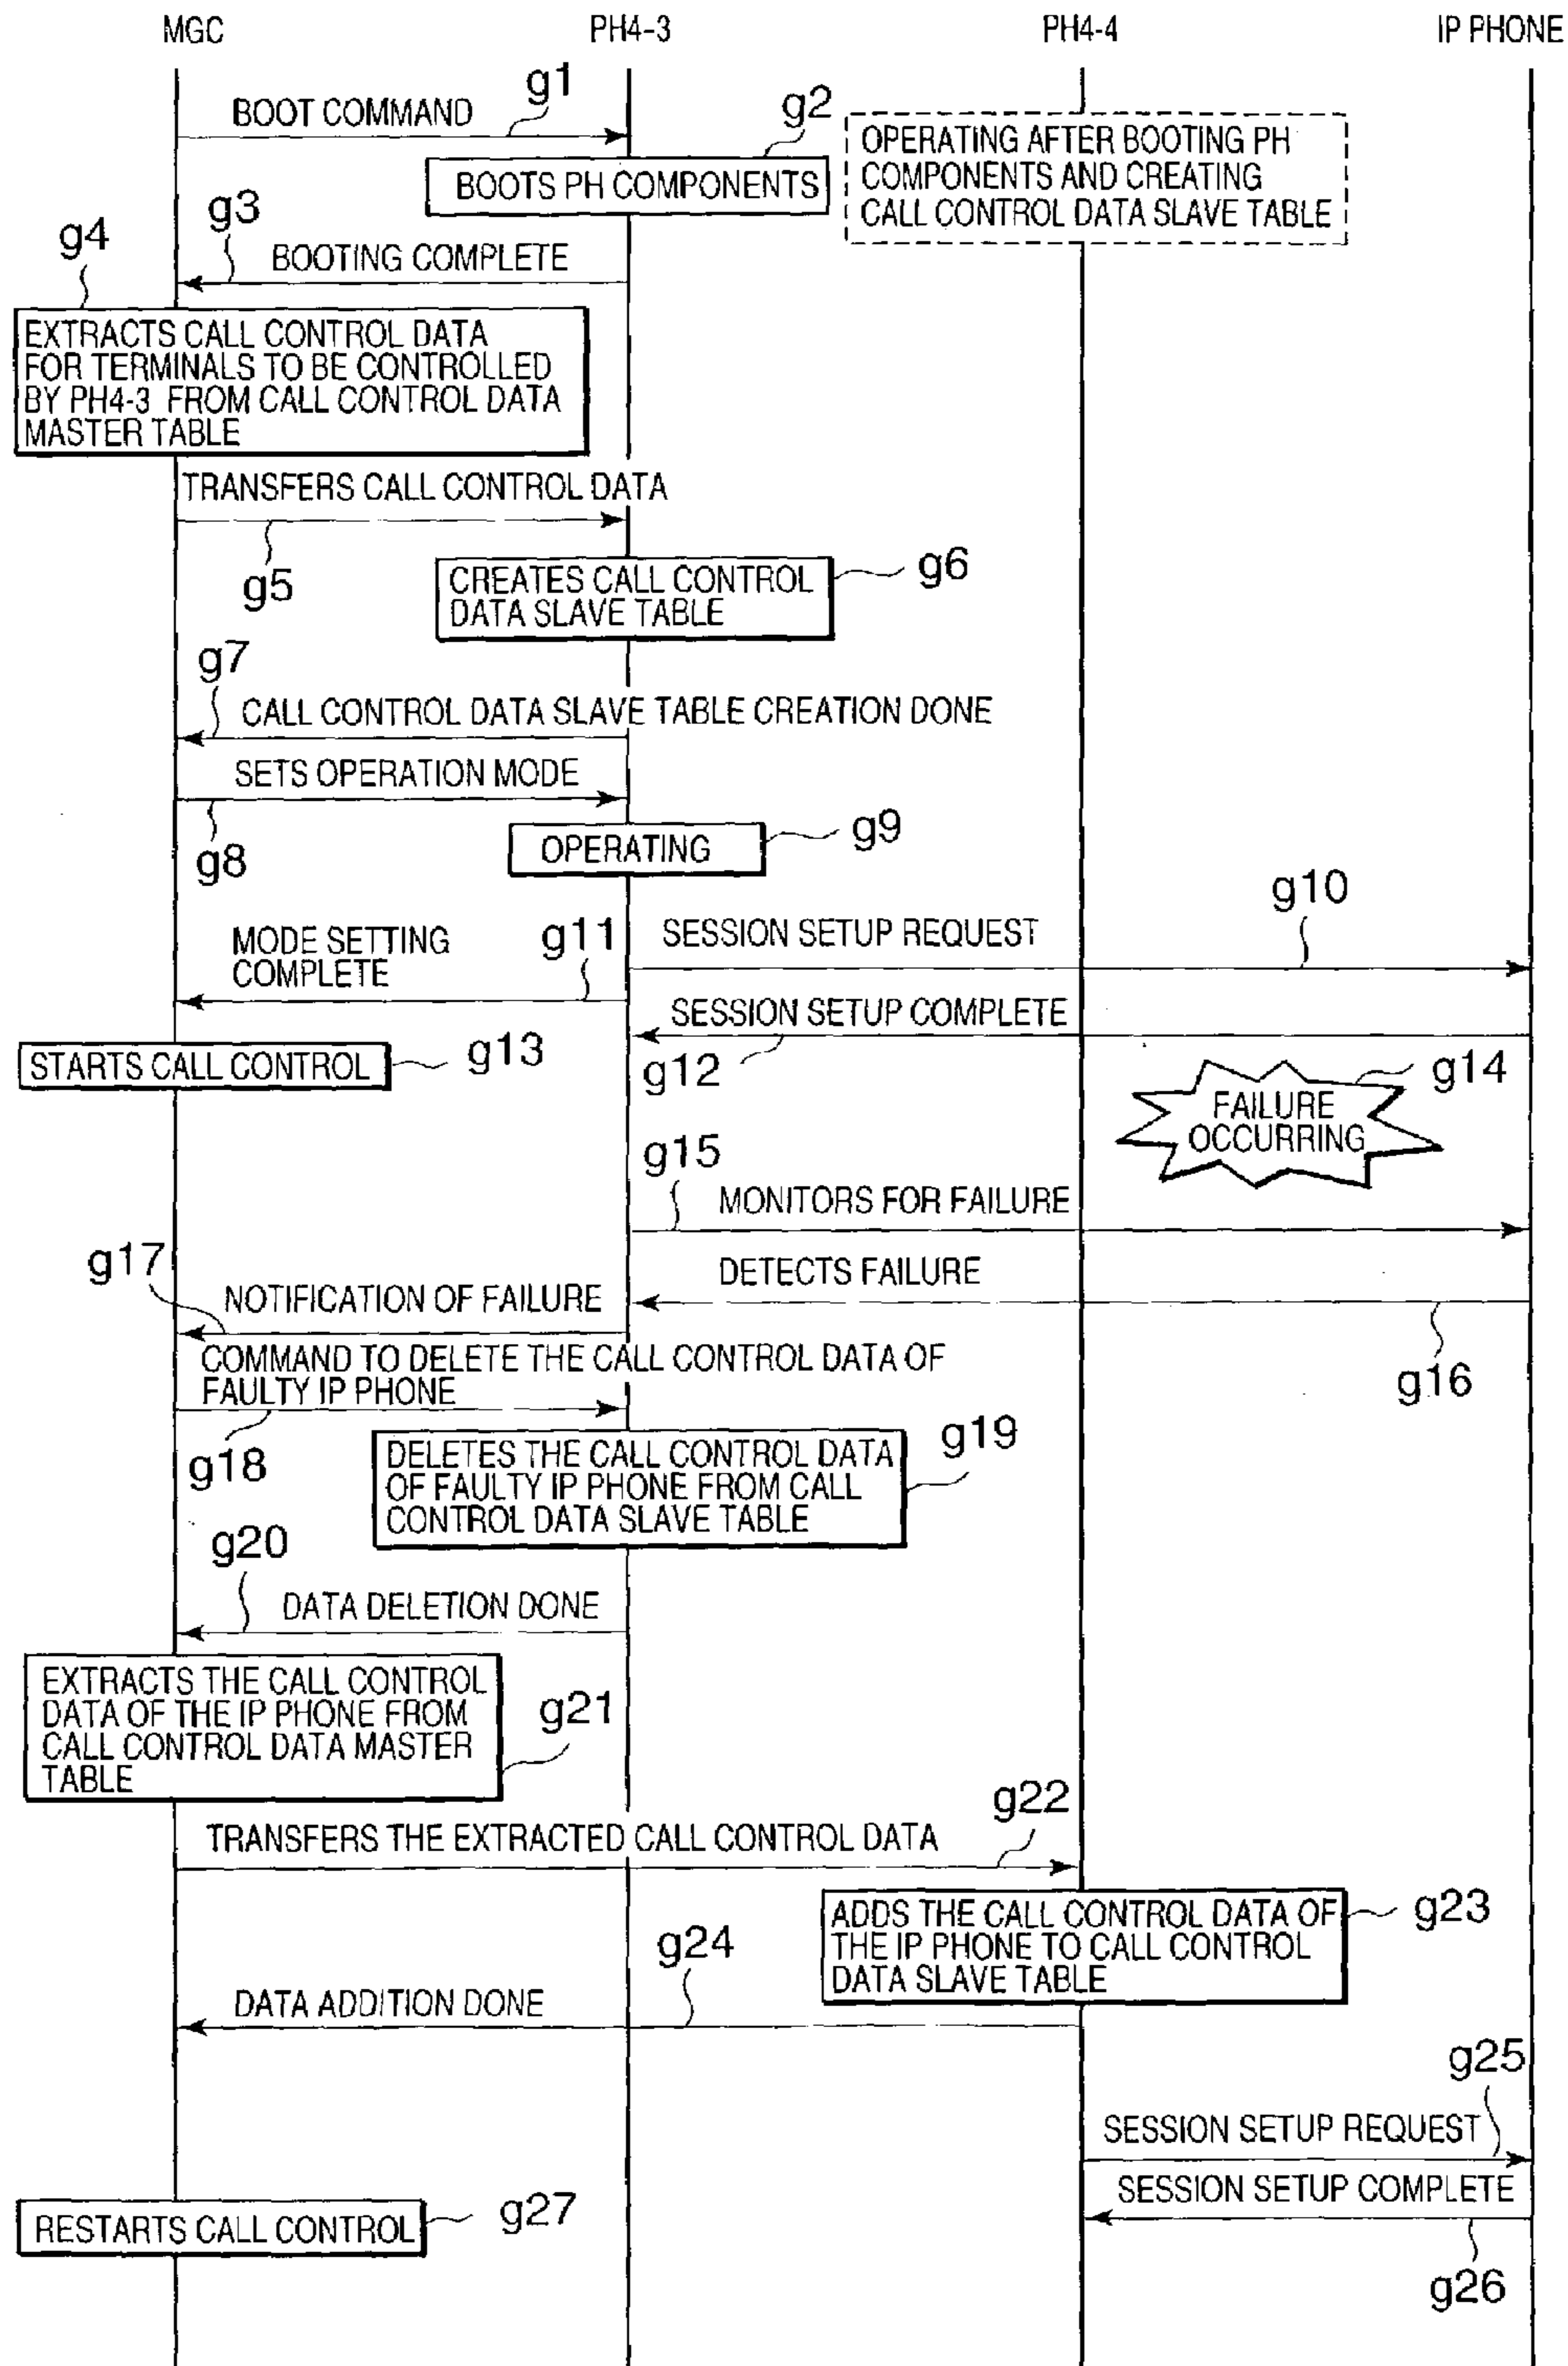 MGC
PH4-3
PH4-4
IP PHONE
BOOT COMMAND
g1
g2
BOOTS PH COMPONENTS
OPERATING AFTER BOOTING PH
COMPONENTS AND CREATING
CALL CONTROL DATA SLAVE TABLE
g3
BOOTING COMPLETE
g4
EXTRACTS CALL CONTROL DATA
FOR TERMINALS TO BE CONTROLLED
BY PH4-3 FROM CALL CONTROL DATA
MASTER TABLE
TRANSFERS CALL CONTROL DATA
g5
CREATES CALL CONTROL
DATA SLAVE TABLE
g6
g7
CALL CONTROL DATA SLAVE TABLE CREATION DONE
SETS OPERATION MODE
g8
OPERATING
g9
g10
SESSION SETUP REQUEST
MODE SETTING
COMPLETE
g11
SESSION SETUP COMPLETE
g12
STARTS CALL CONTROL
g13
g14
FAILURE
OCCURRING
g15
MONITORS FOR FAILURE
DETECTS FAILURE
g16
g17
NOTIFICATION OF FAILURE
COMMAND TO DELETE THE CALL CONTROL DATA OF
FAULTY IP PHONE
g18
DELETES THE CALL CONTROL DATA
OF FAULTY IP PHONE FROM CALL
CONTROL DATA SLAVE TABLE
g19
g20
DATA DELETION DONE
EXTRACTS THE CALL CONTROL
DATA OF THE IP PHONE FROM
CALL CONTROL DATA MASTER
TABLE
g21
g22
TRANSFERS THE EXTRACTED CALL CONTROL DATA
ADDS THE CALL CONTROL DATA OF
THE IP PHONE TO CALL CONTROL
DATA SLAVE TABLE
g23
g24
DATA ADDITION DONE
g25
SESSION SETUP REQUEST
SESSION SETUP COMPLETE
g26
RESTARTS CALL CONTROL
g27